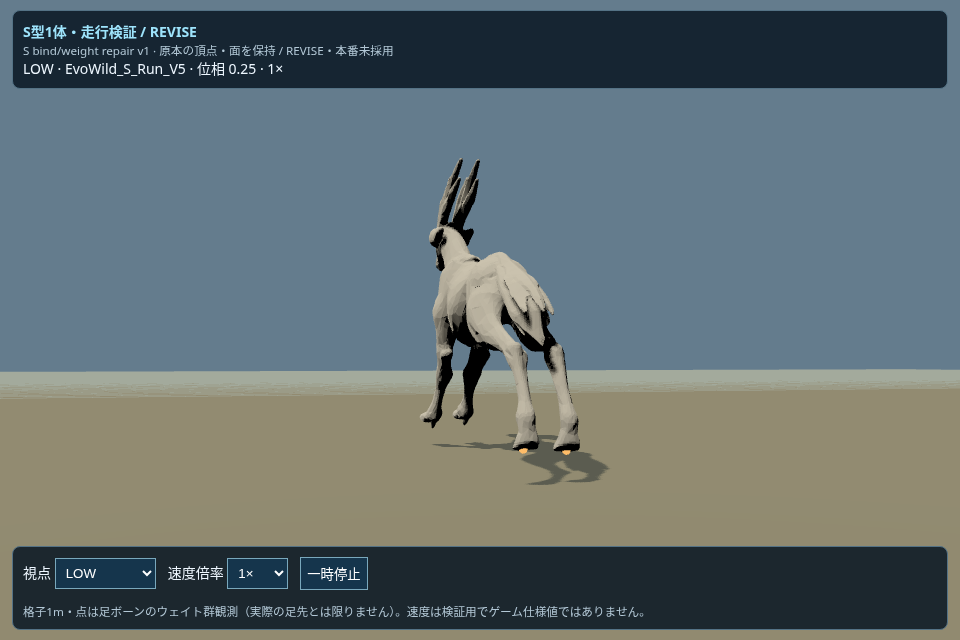 S型1体・走行検証 / REVISE
S bind/weight repair v1 · 原本の頂点・面を保持 / REVISE・本番未採用
LOW · EvoWild_S_Run_V5 · 位相 0.25 · 1×
視点 LOW 速度倍率 1× 一時停止
格子1m・点は足ボーンのウェイト群観測（実際の足先とは限りません）。速度は検証用でゲーム仕様値ではありません。